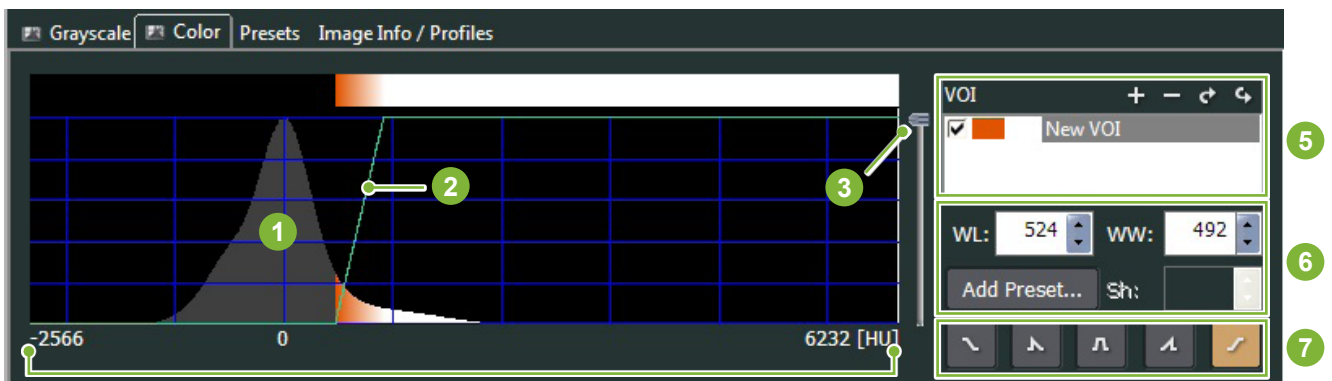 Grayscale Color Presets Image Info / Profiles
VOI
New VOI
5
3
2
1
WL: 524 WW: 492
6
Add Preset... Sh:
-2566 0 6232 [HU]
7